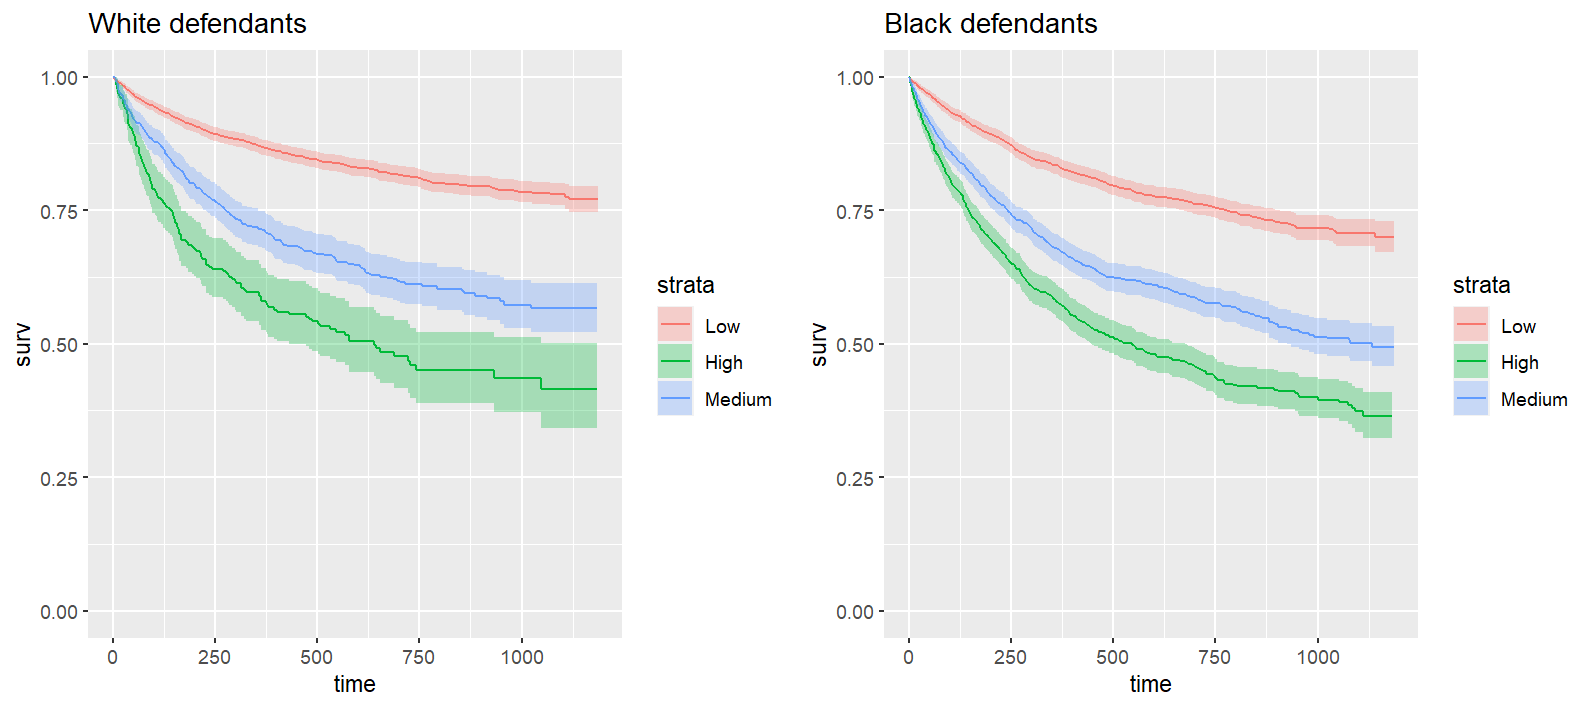 White defendants
1.00
0.75
0.50
0.25
0.00
surv
0 250 500 750 1000
time
strata
Low
High
Medium
Black defendants
1.00
0.75
0.50
0.25
0.00
surv
0 250 500 750 1000
time
strata
Low
High
Medium